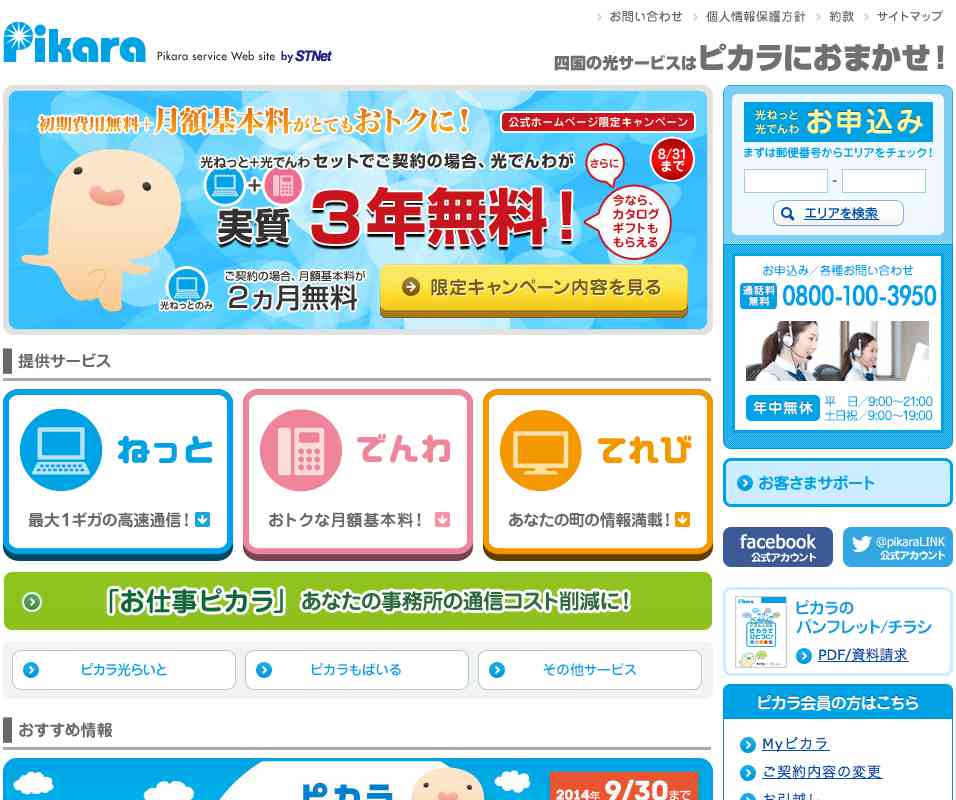 お問い合わせ 個人情報保護方針 約款 サイトマップ
Pikara Pikara service Web site by STNet
四国の光サービスはピカラにおまかせ!
初期費用無料+月額基本料がとてもおトクに!
公式ホームページ限定キャンペーン
光ねっと+光でんわ セットでご契約の場合、光でんわが
さらに
8/31
まで
+
実質 3年無料!
今なら、
カタログ
ギフトも
もらえる
光ねっとのみ
ご契約の場合、月額基本料が
2ヵ月無料
限定キャンペーン内容を見る
光ねっと
光でんわ
お申込み
まずは郵便番号からエリアをチェック!
-
エリアを検索
お申込み/各種お問い合わせ
通話料
無料
0800-100-3950
年中無休
平 日/9:00~21:00
土日祝/9:00~19:00
お客さまサポート
facebook
公式アカウント
@pikaraLINK
公式アカウント
ピカラの
パンフレット/チラシ
PDF/資料請求
ピカラ会員の方はこちら
Myピカラ
ご契約内容の変更
お引越し
提供サービス
ねっと
最大1ギガの高速通信!
でんわ
おトクな月額基本料!
てれび
あなたの町の情報満載!
「お仕事ピカラ」 あなたの事務所の通信コスト削減に!
ピカラ光らいと
ピカラもばいる
その他サービス
おすすめ情報
ピカラ
2014年 9/30まで